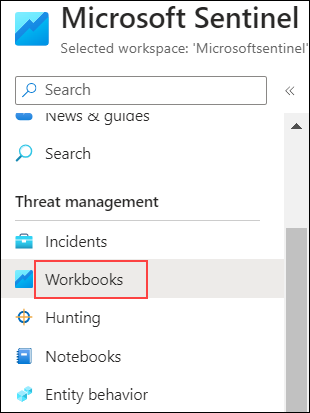 Microsoft Sentinel
Selected workspace: 'Microsoftsentinel'
Search
«
News & guides
Search
Threat management
Incidents
Workbooks
Hunting
Notebooks
Entity behavior